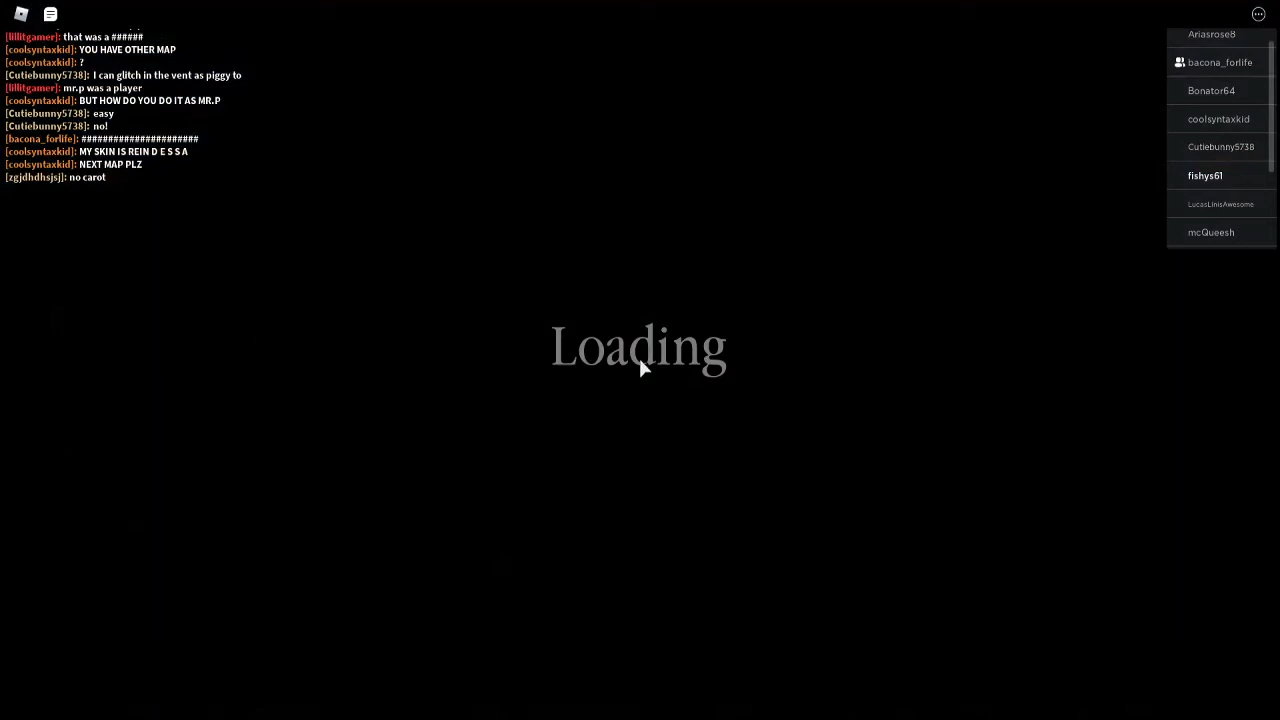 [lillitgamer]: that was a ######
[coolsyntaxkid]: YOU HAVE OTHER MAP
[coolsyntaxkid]: ?
[Cutiebunny5738]: I can glitch in the vent as piggy to
[lillitgamer]: mr.p was a player
[coolsyntaxkid]: BUT HOW DO YOU DO IT AS MR.P
[Cutiebunny5738]: easy
[Cutiebunny5738]: no!
[bacona_forlife]: #####################
[coolsyntaxkid]: MY SKIN IS REIN D E S S A
[coolsyntaxkid]: NEXT MAP PLZ
[zgjdhdhsjsj]: no carot
Loading
Ariasrose8
bacona_forlife
Bonator64
coolsyntaxkid
Cutiebunny5738
fishys61
LucasLinisAwesome
mcQueesh